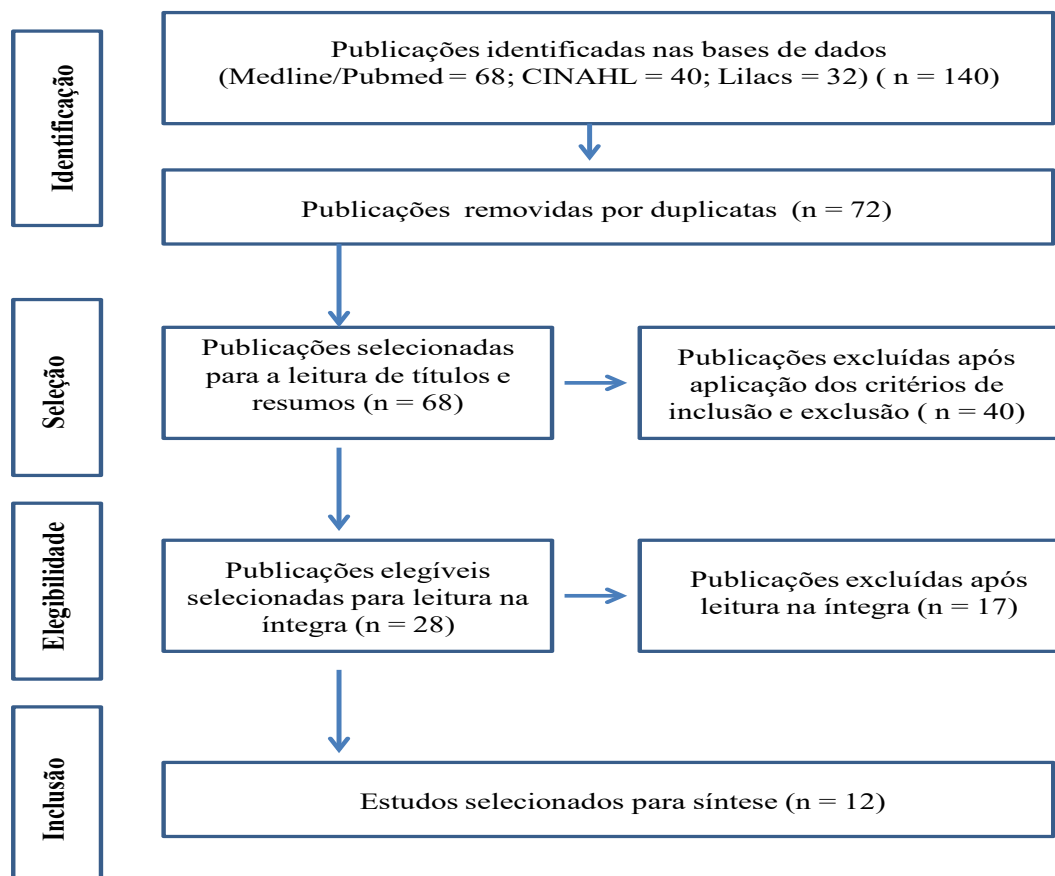 Identificação
Publicações identificadas nas bases de dados
(Medline/Pubmed = 68; CINAHL = 40; Lilacs = 32) ( n = 140)
Publicações removidas por duplicatas (n = 72)
Seleção
Publicações selecionadas
para a leitura de títulos e
resumos (n = 68)
Publicações excluídas após
aplicação dos critérios de
inclusão e exclusão ( n = 40)
Elegibilidade
Publicações elegíveis
selecionadas para leitura na
íntegra (n = 28)
Publicações excluídas após
leitura na íntegra (n = 17)
Inclusão
Estudos selecionados para síntese (n = 12)